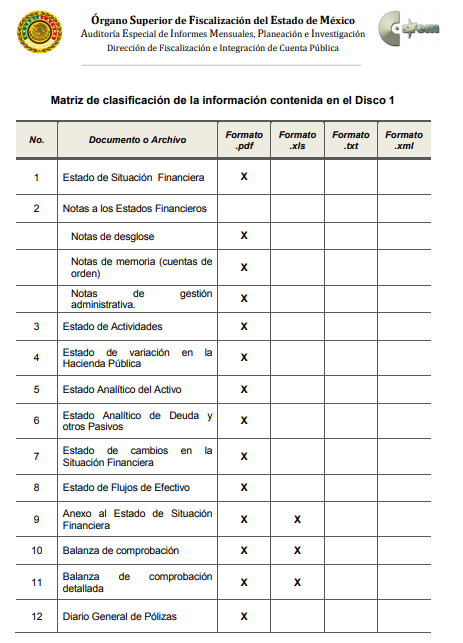 Órgano Superior de Fiscalización del Estado de México
Auditoría Especial de Informes Mensuales, Planeación e Investigación
Dirección de Fiscalización e Integración de Cuenta Pública
osfem
Matriz de clasificación de la información contenida en el Disco 1
No. Documento o Archivo Formato .pdf Formato .xls Formato .txt Formato .xml
1 Estado de Situación Financiera X
2 Notas a los Estados Financieros
Notas de desglose X
Notas de memoria (cuentas de
orden) X
Notas de gestión
administrativa. X
3 Estado de Actividades X
4 Estado de variación en la
Hacienda Pública X
5 Estado Analítico del Activo X
6 Estado Analítico de Deuda y
otros Pasivos X
7 Estado de cambios en la
Situación Financiera X
8 Estado de Flujos de Efectivo X
9 Anexo al Estado de Situación
Financiera X X
10 Balanza de comprobación X X
11 Balanza de comprobación
detallada X X
12 Diario General de Pólizas X